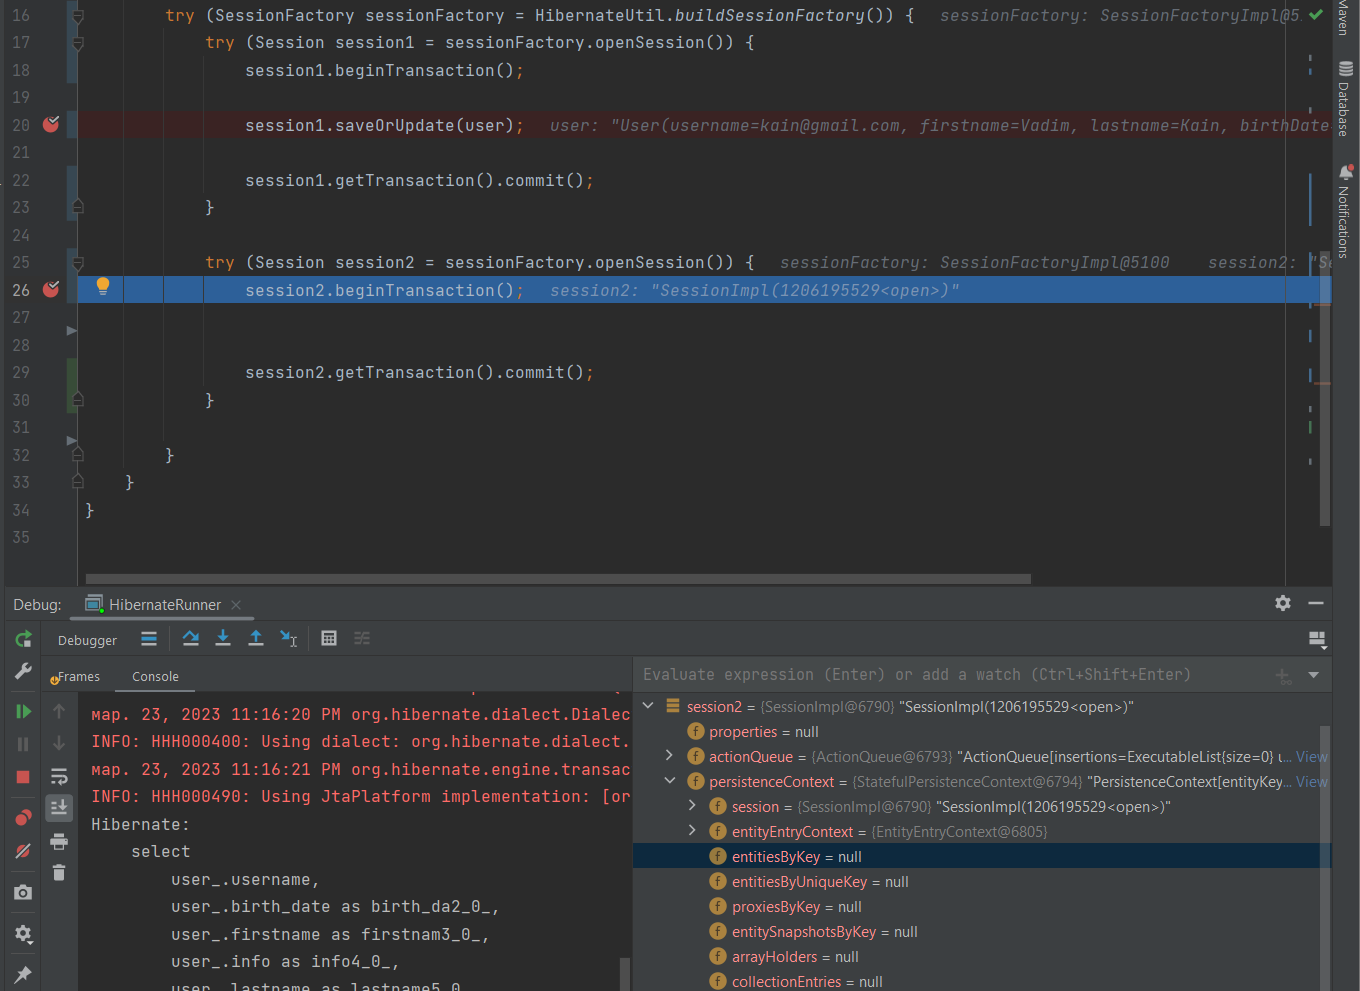 16 try (SessionFactory sessionFactory = HibernateUtil.buildSessionFactory()) { sessionFactory: SessionFactoryImpl@5
17 try (Session session1 = sessionFactory.openSession()) {
18 session1.beginTransaction();
19
20 session1.saveOrUpdate(user); user: "User(username=kain@gmail.com, firstname=Vadim, lastname=Kain, birthDate
21
22 session1.getTransaction().commit();
23 }
24
25 try (Session session2 = sessionFactory.openSession()) { sessionFactory: SessionFactoryImpl@5100 session2: "Se
26 session2.beginTransaction(); session2: "SessionImpl(1206195529<open>)"
27
28
29 session2.getTransaction().commit();
30 }
31
32 }
33 }
34 }
35
Maven
Database
Notifications
Debug: HibernateRunner
Debugger
Frames Console
мар. 23, 2023 11:16:20 PM org.hibernate.dialect.Dialec
INFO: HHH000400: Using dialect: org.hibernate.dialect.
мар. 23, 2023 11:16:21 PM org.hibernate.engine.transac
INFO: HHH000490: Using JtaPlatform implementation: [or
Hibernate:
select
user_.username,
user_.birth_date as birth_da2_0_,
user_.firstname as firstnam3_0_,
user_.info as info4_0_,
user_.lastname as lastname5_0_
Evaluate expression (Enter) or add a watch (Ctrl+Shift+Enter)
session2 = {SessionImpl@6790} "SessionImpl(1206195529<open>)"
f properties = null
f actionQueue = {ActionQueue@6793} "ActionQueue[insertions=ExecutableList{size=0} u... View
f persistenceContext = {StatefulPersistenceContext@6794} "PersistenceContext[entityKey... View
f session = {SessionImpl@6790} "SessionImpl(1206195529<open>)"
f entityEntryContext = {EntityEntryContext@6805}
f entitiesByKey = null
f entitiesByUniqueKey = null
f proxiesByKey = null
f entitySnapshotsByKey = null
f arrayHolders = null
f collectionEntries = null